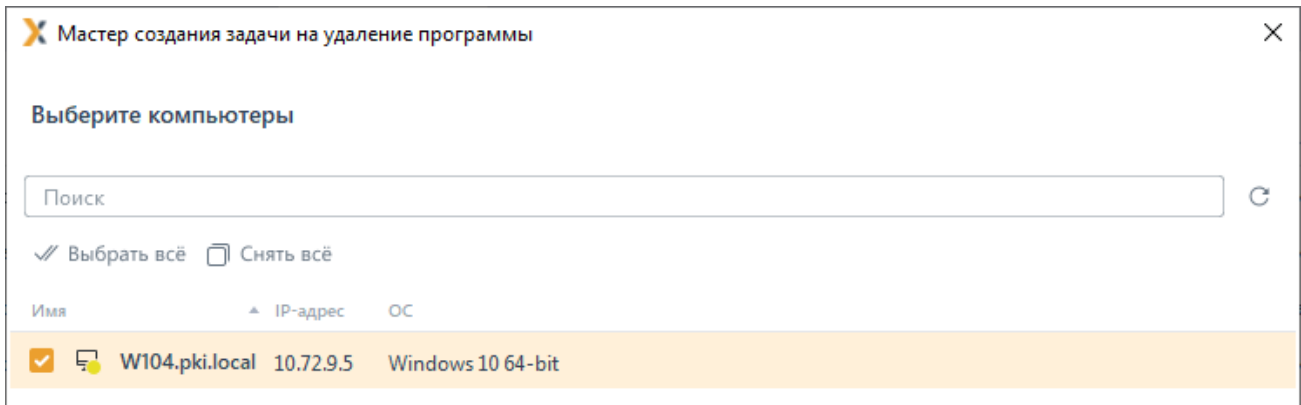 Мастер создания задачи на удаление программы
Выберите компьютеры
Поиск
Выбрать всё Снять всё
Имя IP-адрес ОС
W104.pki.local 10.72.9.5 Windows 10 64-bit